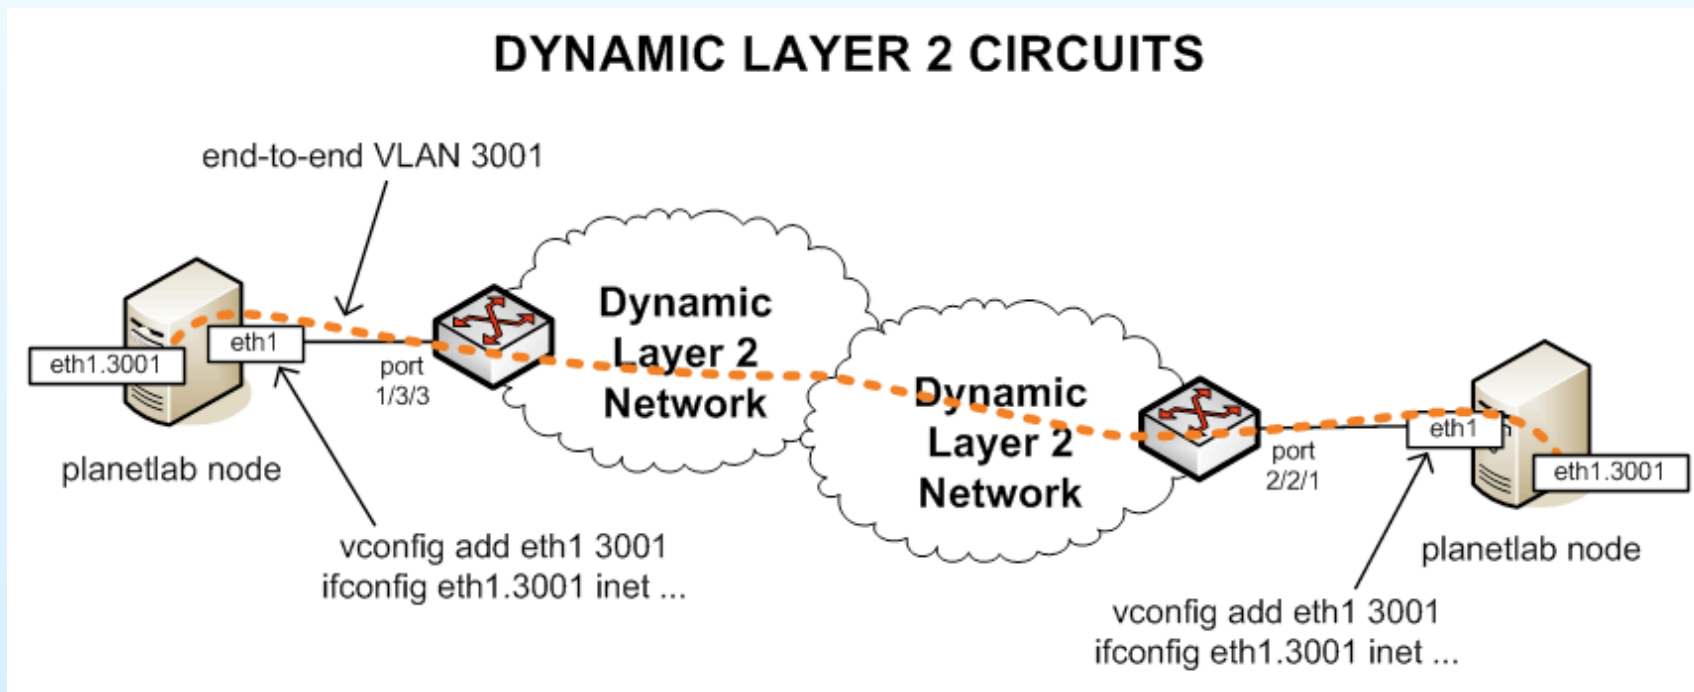 DYNAMIC LAYER 2 CIRCUITS
end-to-end VLAN 3001
eth1.3001
eth1
port
1/3/3
planetlab node
vconfig add eth1 3001
ifconfig eth1.3001 inet ...
Dynamic
Layer 2
Network
Dynamic
Layer 2
Network
port
2/2/1
eth1
eth1.3001
planetlab node
vconfig add eth1 3001
ifconfig eth1.3001 inet ...